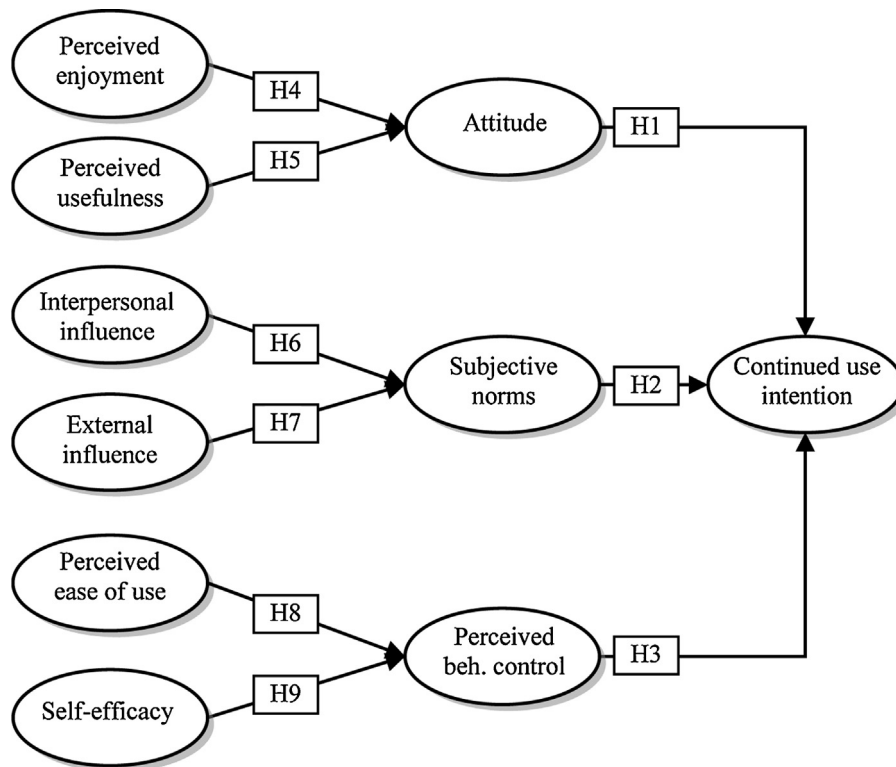 Perceived
enjoyment
H4
Attitude
H1
Perceived
usefulness
H5
Interpersonal
influence
H6
Subjective
norms
H2
Continued use
intention
External
influence
H7
Perceived
ease of use
H8
Perceived
beh. control
H3
Self-efficacy
H9